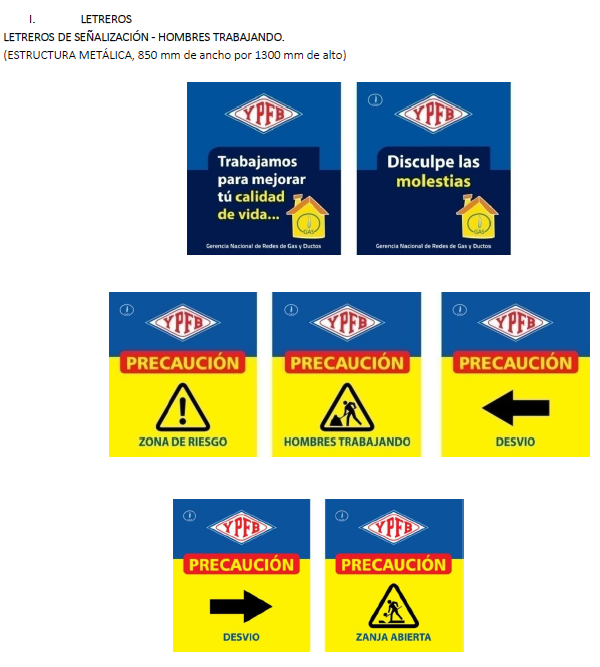 I. LETREROS
LETREROS DE SEÑALIZACIÓN - HOMBRES TRABAJANDO.
(ESTRUCTURA METÁLICA, 850 mm de ancho por 1300 mm de alto)
YPFB
Trabajamos
para mejorar
tú calidad
de vida...
GAS
Gerencia Nacional de Redes de Gas y Ductos
YPFB
Disculpe las
molestias
GAS
Gerencia Nacional de Redes de Gas y Ductos
YPFB
PRECAUCIÓN
ZONA DE RIESGO
YPFB
PRECAUCIÓN
HOMBRES TRABAJANDO
YPFB
PRECAUCIÓN
DESVIO
YPFB
PRECAUCIÓN
DESVIO
YPFB
PRECAUCIÓN
ZANJA ABIERTA